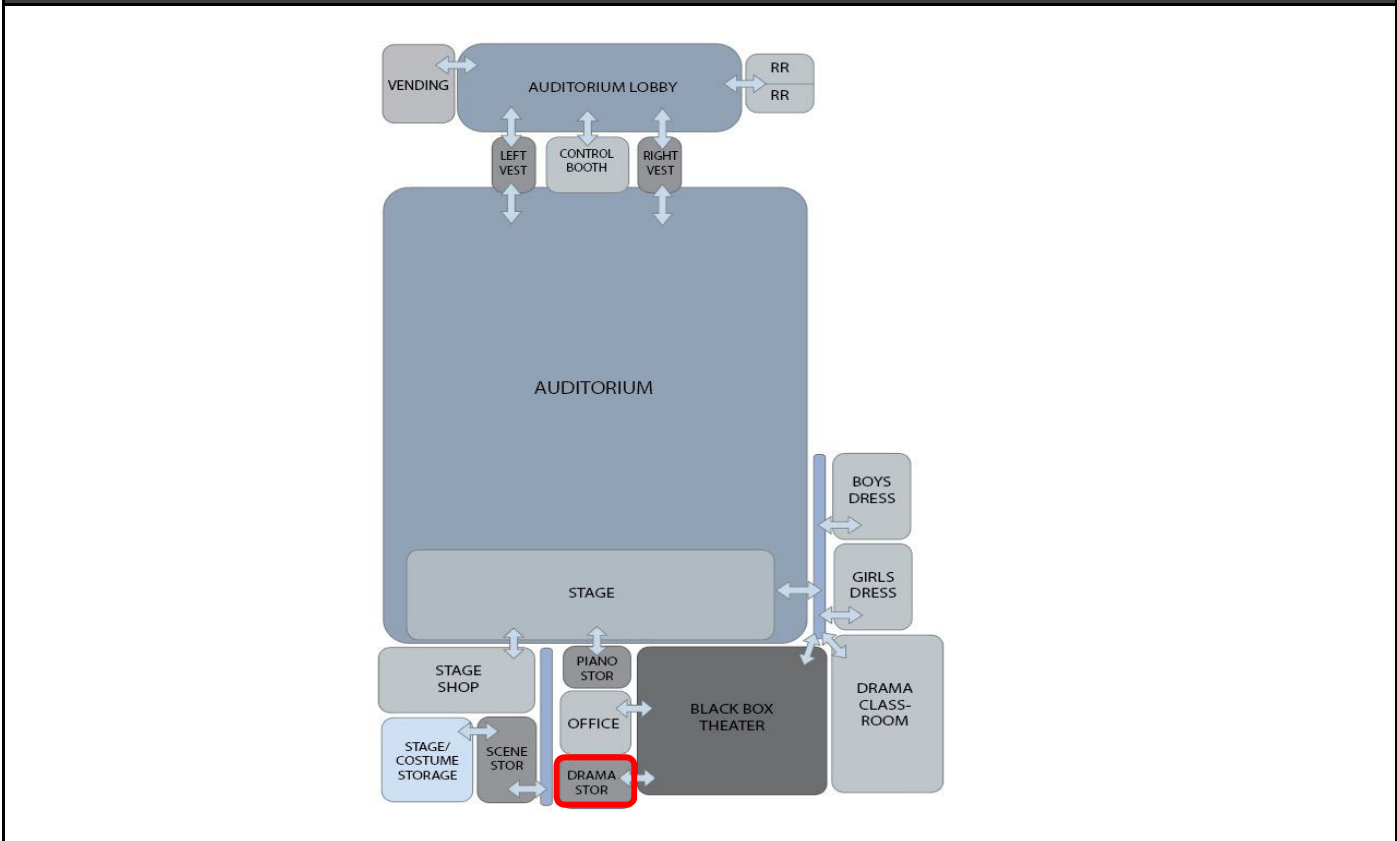 VENDING
AUDITORIUM LOBBY
RR
RR
LEFT
VEST
CONTROL
BOOTH
RIGHT
VEST
AUDITORIUM
BOYS
DRESS
GIRLS
DRESS
STAGE
STAGE
SHOP
PIANO
STOR
OFFICE
BLACK BOX
THEATER
DRAMA
CLASS-
ROOM
STAGE/
COSTUME
STORAGE
SCENE
STOR
DRAMA
STOR